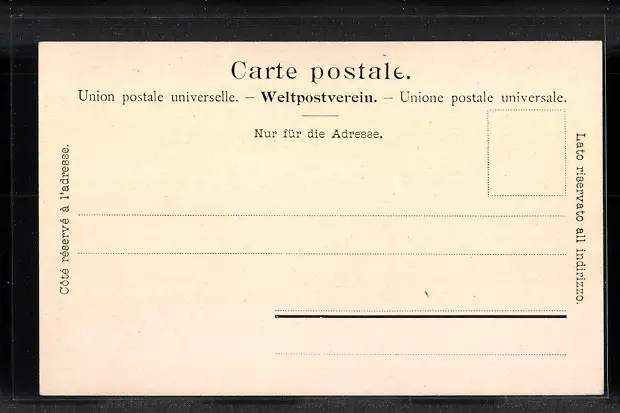 Carte postale.
Union postale universelle. – Weltpostverein. – Unione postale universale.
Nur für die Adresse.
Côté réservé à l'adresse.
Lato riservato all indirizzo.